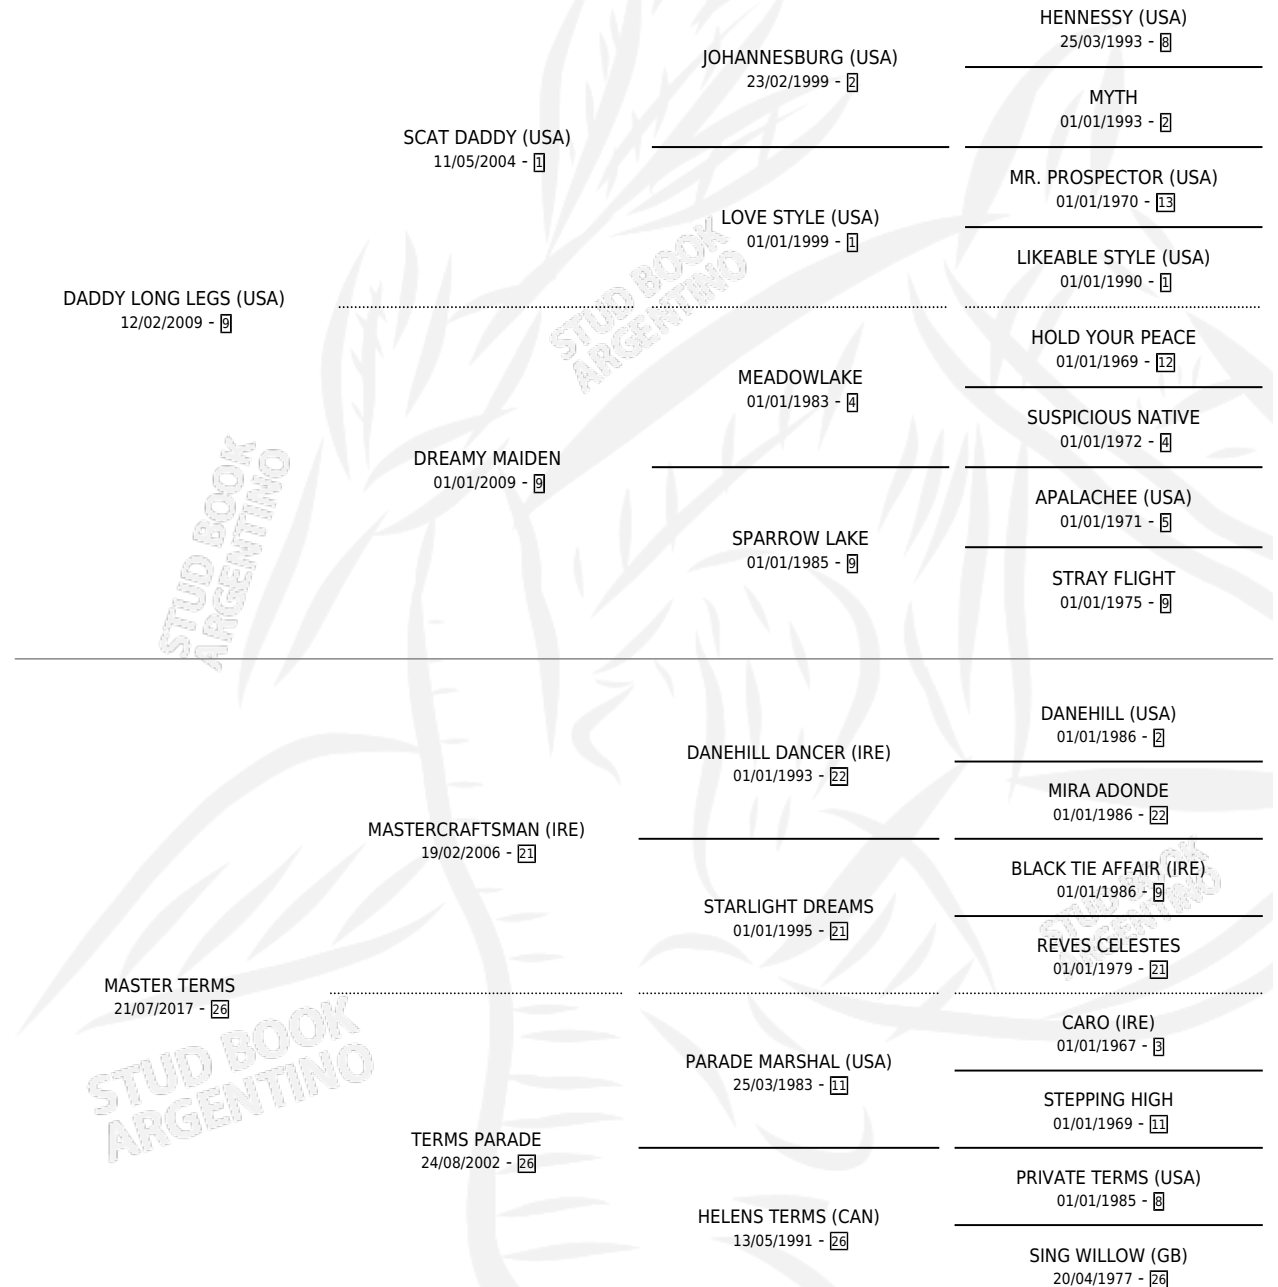 HENNESSY (USA)
25/03/1993 - 8
JOHANNESBURG (USA)
23/02/1999 - 2
MYTH
01/01/1993 - 2
SCAT DADDY (USA)
11/05/2004 - 1
MR. PROSPECTOR (USA)
01/01/1970 - 13
LOVE STYLE (USA)
01/01/1999 - 1
LIKEABLE STYLE (USA)
01/01/1990 - 1
DADDY LONG LEGS (USA)
12/02/2009 - 9
HOLD YOUR PEACE
01/01/1969 - 12
MEADOWLAKE
01/01/1983 - 4
SUSPICIOUS NATIVE
01/01/1972 - 4
DREAMY MAIDEN
01/01/2009 - 9
APALACHEE (USA)
01/01/1971 - 5
SPARROW LAKE
01/01/1985 - 9
STRAY FLIGHT
01/01/1975 - 9
STUD BOOK
ARGENTINO
STUD BOOK
ARGENTINO
DANEHILL (USA)
01/01/1986 - 2
DANEHILL DANCER (IRE)
01/01/1993 - 22
MIRA ADONDE
01/01/1986 - 22
MASTERCRAFTSMAN (IRE)
19/02/2006 - 21
BLACK TIE AFFAIR (IRE)
01/01/1986 - 9
STARLIGHT DREAMS
01/01/1995 - 21
REVES CELESTES
01/01/1979 - 21
MASTER TERMS
21/07/2017 - 26
CARO (IRE)
01/01/1967 - 3
PARADE MARSHAL (USA)
25/03/1983 - 11
STEPPING HIGH
01/01/1969 - 11
TERMS PARADE
24/08/2002 - 26
PRIVATE TERMS (USA)
01/01/1985 - 8
HELENS TERMS (CAN)
13/05/1991 - 26
SING WILLOW (GB)
20/04/1977 - 26
STUD BOOK
ARGENTINO
STUD BOOK
ARGENTINO